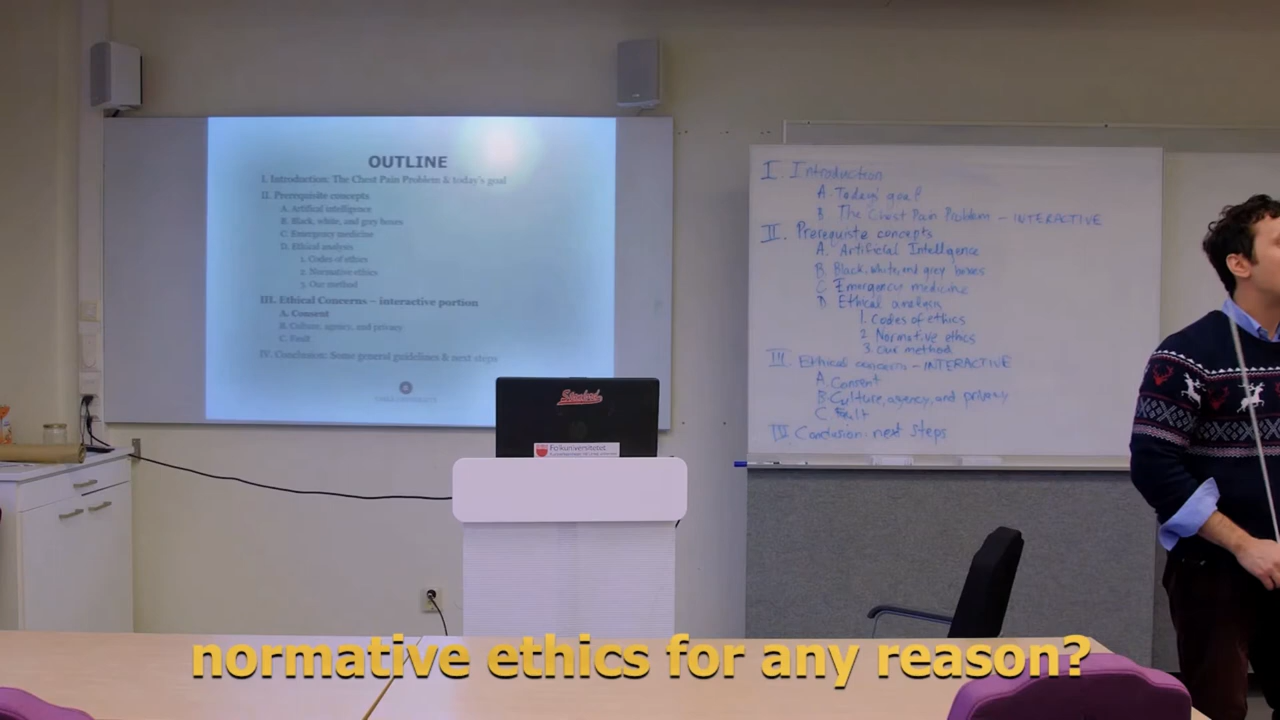 OUTLINE
I. Introduction: The Chest Pain Problem & today's goal
II. Prerequisite concepts
A. Artifical intelligence
B. Black, white, and grey boxes
C. Emergency medicine
D. Ethical analysis
1. Codes of ethics
2. Normative ethics
3. Our method
III. Ethical Concerns – interactive portion
A. Consent
B. Culture, agency, and privacy
C. Fault
IV. Conclusion: Some general guidelines & next steps
I. Introduction
A. Today's goal
B. The Chest Pain Problem – INTERACTIVE
II. Prerequiste concepts
A. Artificial Intelligence
B. Black, white, and grey boxes
C. Emergency medicine
D. Ethical analysis
1. Codes of ethics
2. Normative ethics
3. Our method
III. Ethical concerns – INTERACTIVE
A. Consent
B. Culture, agency, and privacy
C. Fault
Conclusion: next steps
Folkuniversitetet
normative ethics for any reason?